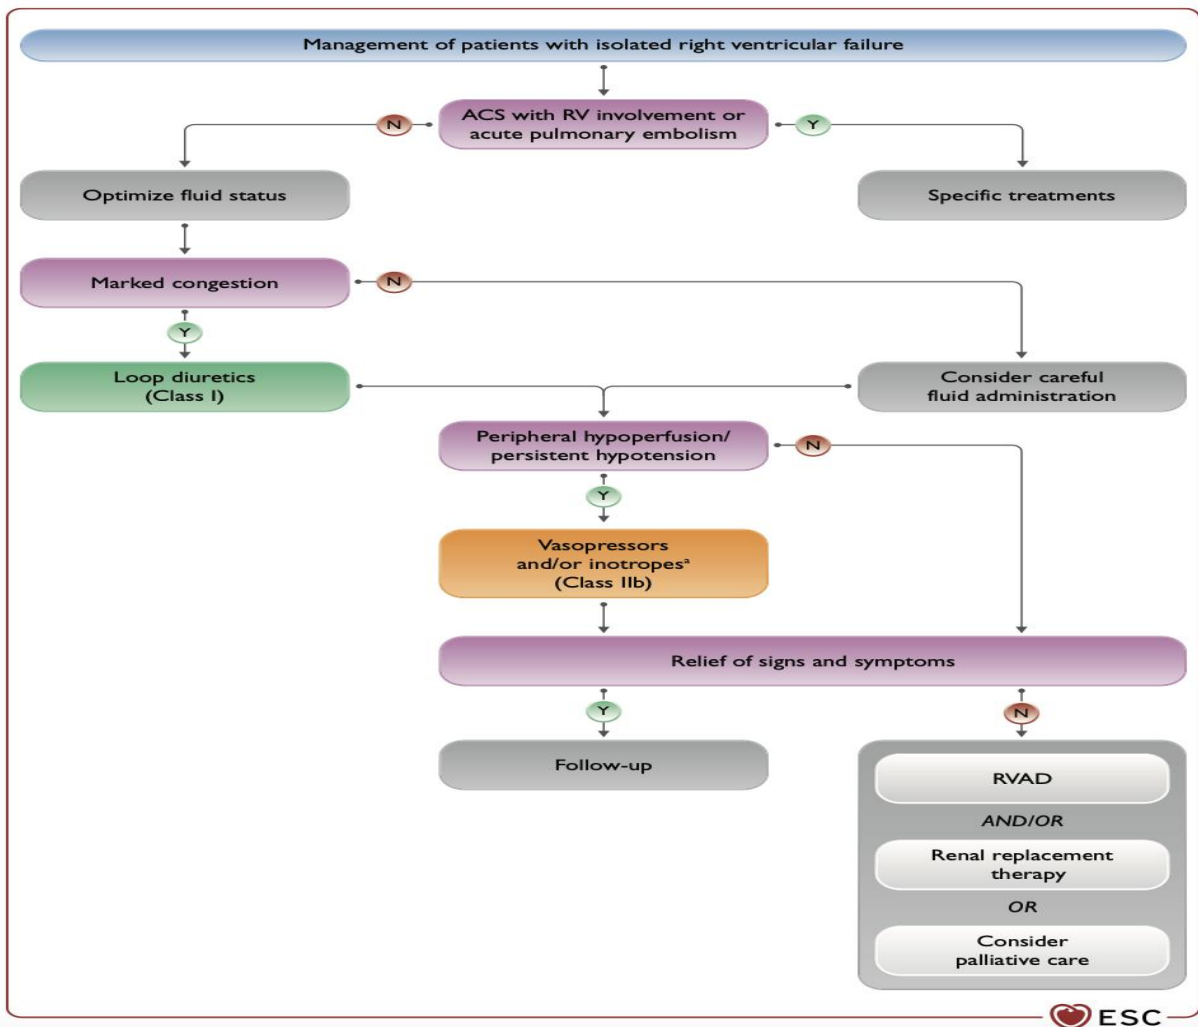 Management of patients with isolated right ventricular failure
ACS with RV involvement or
acute pulmonary embolism
N
Y
Optimize fluid status
Specific treatments
Marked congestion
N
Y
Loop diuretics
(Class I)
Consider careful
fluid administration
Peripheral hypoperfusion/
persistent hypotension
N
Y
Vasopressors
and/or inotropesᵃ
(Class IIb)
Relief of signs and symptoms
Y
N
Follow-up
RVAD
AND/OR
Renal replacement
therapy
OR
Consider
palliative care
ESC